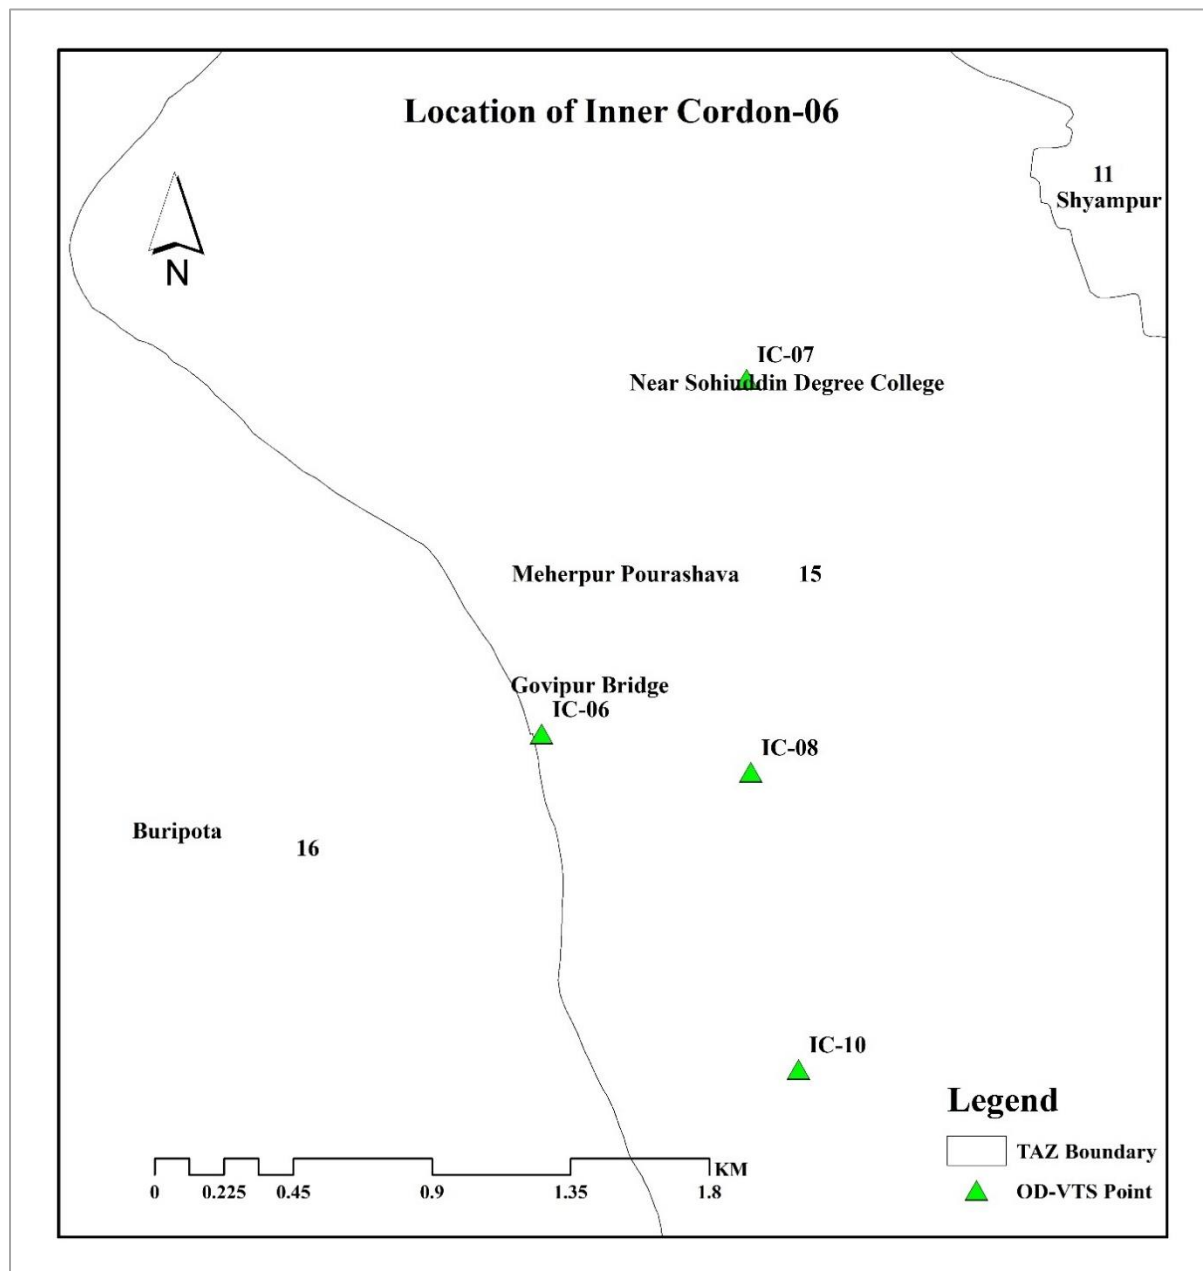 Location of Inner Cordon-06
N
11
Shyampur
IC-07
Near Sohiuddin Degree College
Meherpur Pourashava 15
Govipur Bridge
IC-06
IC-08
Buripota
16
IC-10
Legend
TAZ Boundary
OD-VTS Point
KM
0 0.225 0.45 0.9 1.35 1.8